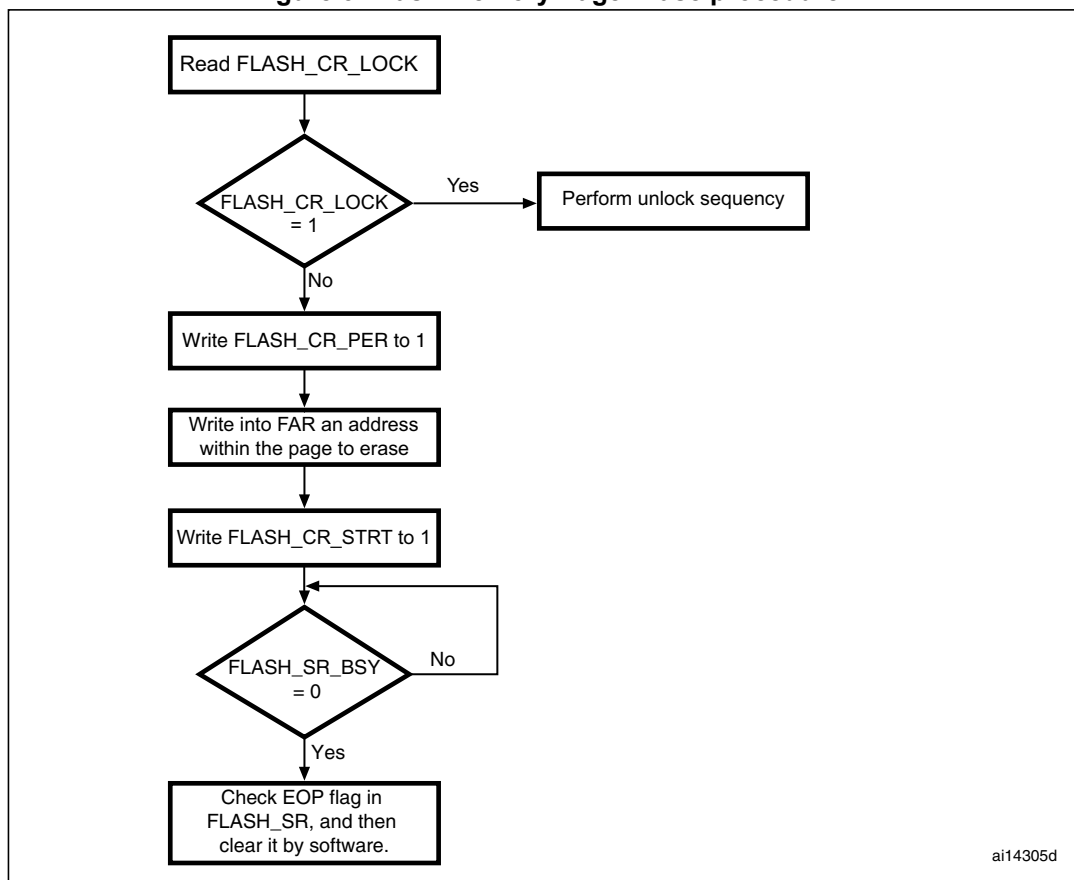 Read FLASH_CR_LOCK
FLASH_CR_LOCK
= 1
Yes
Perform unlock sequency
No
Write FLASH_CR_PER to 1
Write into FAR an address
within the page to erase
Write FLASH_CR_STRT to 1
FLASH_SR_BSY
= 0
No
Yes
Check EOP flag in
FLASH_SR, and then
clear it by software.
ai14305d